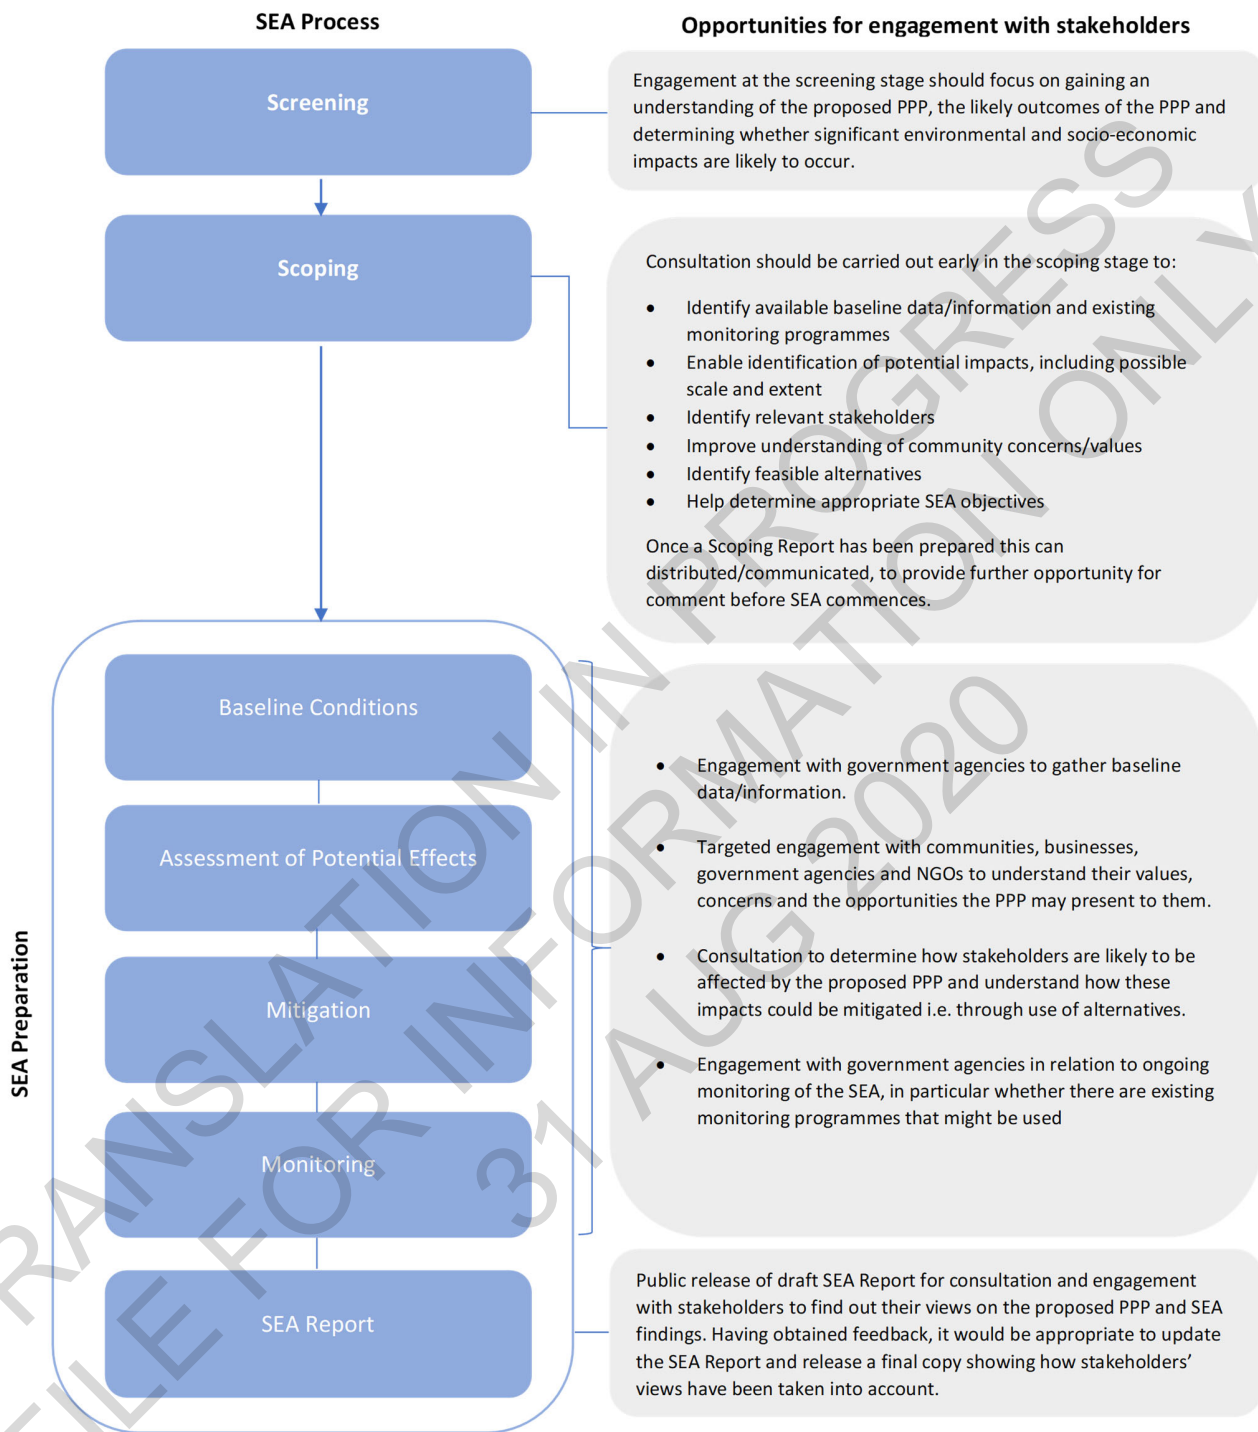 SEA Process
Opportunities for engagement with stakeholders
Screening
Engagement at the screening stage should focus on gaining an
understanding of the proposed PPP, the likely outcomes of the PPP and
determining whether significant environmental and socio-economic
impacts are likely to occur.
Scoping
Consultation should be carried out early in the scoping stage to:
• Identify available baseline data/information and existing
monitoring programmes
• Enable identification of potential impacts, including possible
scale and extent
• Identify relevant stakeholders
• Improve understanding of community concerns/values
• Identify feasible alternatives
• Help determine appropriate SEA objectives
Once a Scoping Report has been prepared this can
distributed/communicated, to provide further opportunity for
comment before SEA commences.
SEA Preparation
Baseline Conditions
Assessment of Potential Effects
Mitigation
Monitoring
• Engagement with government agencies to gather baseline
data/information.
• Targeted engagement with communities, businesses,
government agencies and NGOs to understand their values,
concerns and the opportunities the PPP may present to them.
• Consultation to determine how stakeholders are likely to be
affected by the proposed PPP and understand how these
impacts could be mitigated i.e. through use of alternatives.
• Engagement with government agencies in relation to ongoing
monitoring of the SEA, in particular whether there are existing
monitoring programmes that might be used
SEA Report
Public release of draft SEA Report for consultation and engagement
with stakeholders to find out their views on the proposed PPP and SEA
findings. Having obtained feedback, it would be appropriate to update
the SEA Report and release a final copy showing how stakeholders’
views have been taken into account.
RANSLATION IN PROGRESS
FILE FOR INFORMATION ONLY
31 AUG 2020